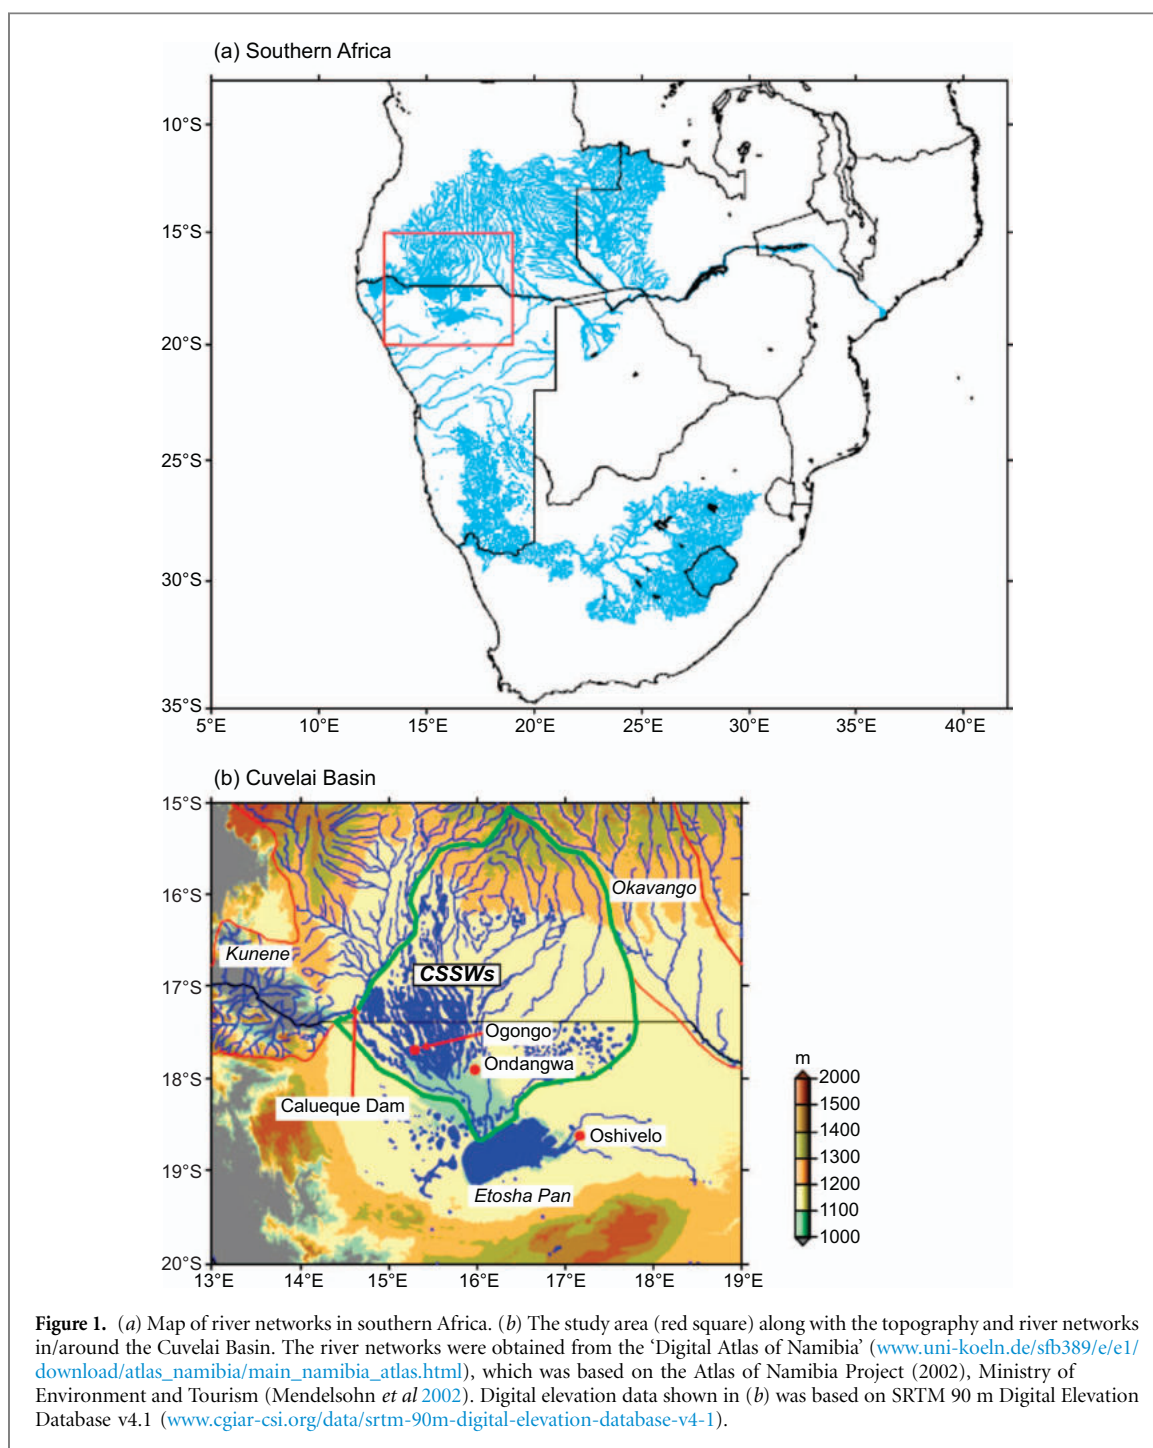 (a) Southern Africa
10°S
15°S
20°S
25°S
30°S
35°S
5°E 10°E 15°E 20°E 25°E 30°E 35°E 40°E
(b) Cuvelai Basin
15°S
16°S
17°S
18°S
19°S
20°S
Okavango
Kunene
CSSWs
Ogongo
Ondangwa
Calueque Dam
Oshivelo
Etosha Pan
m
2000
1500
1400
1300
1200
1100
1000
13°E 14°E 15°E 16°E 17°E 18°E 19°E
Figure 1. (a) Map of river networks in southern Africa. (b) The study area (red square) along with the topography and river networks
in/around the Cuvelai Basin. The river networks were obtained from the ‘Digital Atlas of Namibia’ (www.uni-koeln.de/sfb389/e/e1/
download/atlas_namibia/main_namibia_atlas.html), which was based on the Atlas of Namibia Project (2002), Ministry of
Environment and Tourism (Mendelsohn et al 2002). Digital elevation data shown in (b) was based on SRTM 90 m Digital Elevation
Database v4.1 (www.cgiar-csi.org/data/srtm-90m-digital-elevation-database-v4-1).